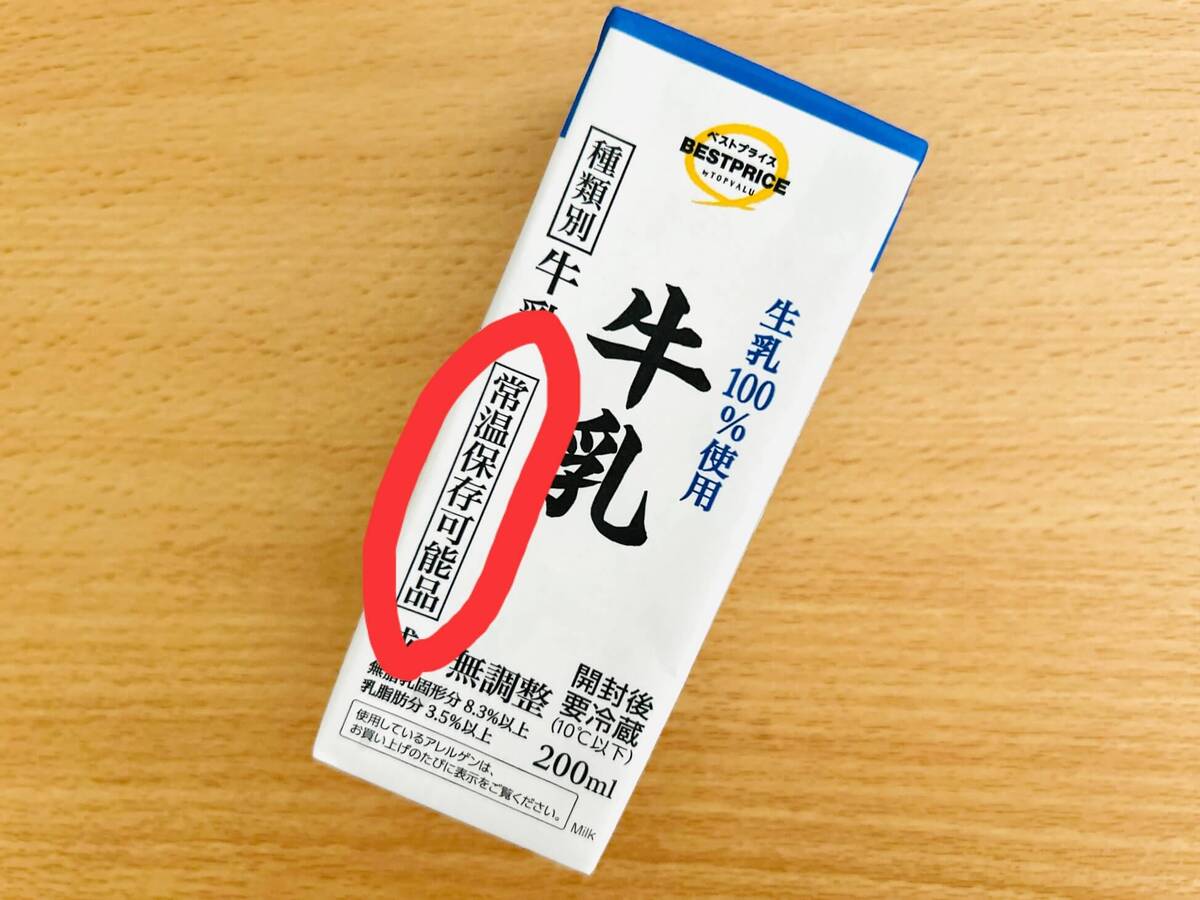 ベストプライス
BESTPRICE
by TOPVALU
生乳100%使用
牛乳
種類別
牛乳
常温保存可能品
無調整
無脂乳固形分 8.3%以上
乳脂肪分 3.5%以上
開封後
要冷蔵
(10℃以下)
200ml
使用しているアレルゲンは、
お買い上げのたびに表示をご覧ください。
Milk